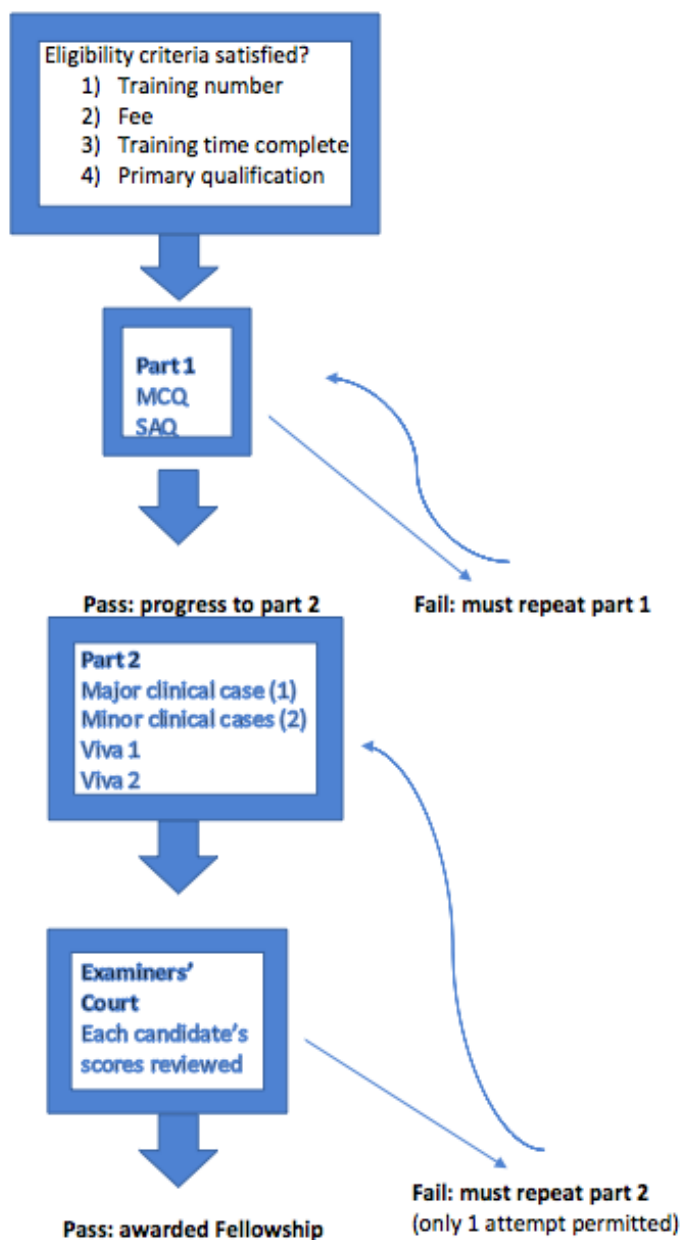 Eligibility criteria satisfied?
1) Training number
2) Fee
3) Training time complete
4) Primary qualification
Part 1
MCQ
SAQ
Pass: progress to part 2
Fail: must repeat part 1
Part 2
Major clinical case (1)
Minor clinical cases (2)
Viva 1
Viva 2
Examiners'
Court
Each candidate's
scores reviewed
Fail: must repeat part 2
(only 1 attempt permitted)
Pass: awarded Fellowship